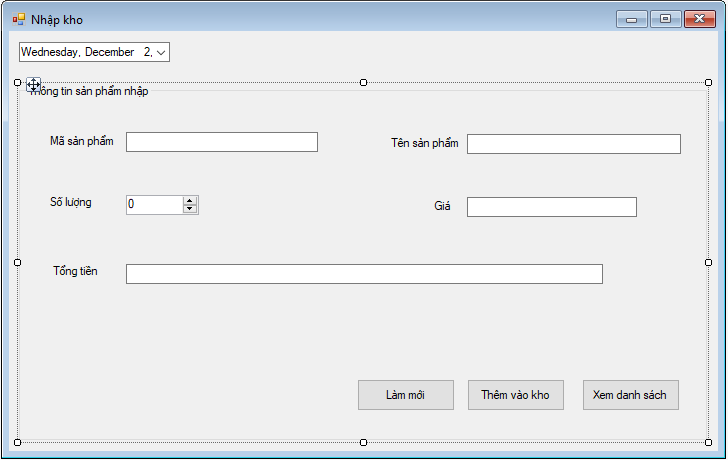 Nhập kho
Wednesday, December 2,
Thông tin sản phẩm nhập
Mã sản phẩm
Tên sản phẩm
Số lượng
0
Giá
Tổng tiền
Làm mới
Thêm vào kho
Xem danh sách